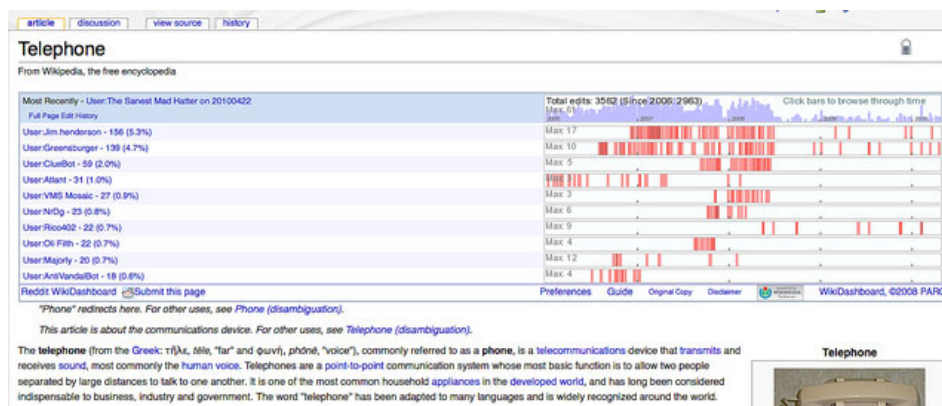 article discussion view source history
Telephone
From Wikipedia, the free encyclopedia
Most Recently - User:The Sanest Mad Hatter on 20100422
Full Page Edit History
Total edits: 3562 (Since 2006: 2963)
Click bars to browse through time
Max 61
2006 2007 2008 2009
User:Jim.henderson - 156 (5.3%) Max 17
User:Greensburger - 139 (4.7%) Max 10
User:ClueBot - 59 (2.0%) Max 5
User:Atlant - 31 (1.0%) Max 3
User:VMS Mosaic - 27 (0.9%) Max 3
User:NrDg - 23 (0.8%) Max 6
User:Rico402 - 22 (0.7%) Max 9
User:Oli Filth - 22 (0.7%) Max 4
User:Majorly - 20 (0.7%) Max 12
User:AntiVandalBot - 18 (0.6%) Max 4
Reddit WikiDashboard Submit this page Preferences Guide Original Copy Disclaimer WikiDashboard, ©2008 PARC
"Phone" redirects here. For other uses, see Phone (disambiguation).
This article is about the communications device. For other uses, see Telephone (disambiguation).
The telephone (from the Greek: τῆλε, tēle, "far" and φωνή, phōnē, "voice"), commonly referred to as a phone, is a telecommunications device that transmits and
receives sound, most commonly the human voice. Telephones are a point-to-point communication system whose most basic function is to allow two people
separated by large distances to talk to one another. It is one of the most common household appliances in the developed world, and has long been considered
indispensable to business, industry and government. The word "telephone" has been adapted to many languages and is widely recognized around the world.
Telephone